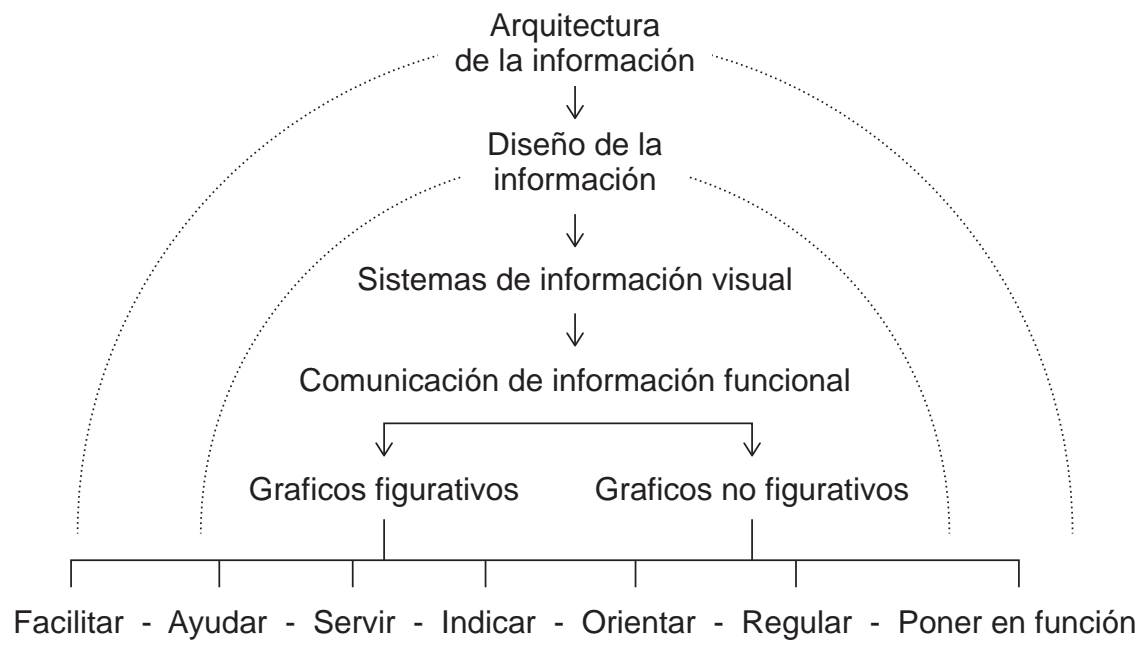 Arquitectura
de la información
Diseño de la
información
Sistemas de información visual
Comunicación de información funcional
Graficos figurativos Graficos no figurativos
Facilitar - Ayudar - Servir - Indicar - Orientar - Regular - Poner en función